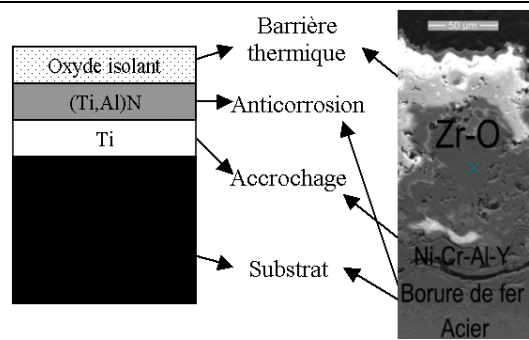 Barrière
thermique
Oxyde isolant
(Ti,Al)N
Ti
Anticorrosion
Accrochage
Substrat
50 µm
Zr-O
Ni-Cr-Al-Y
Borure de fer
Acier